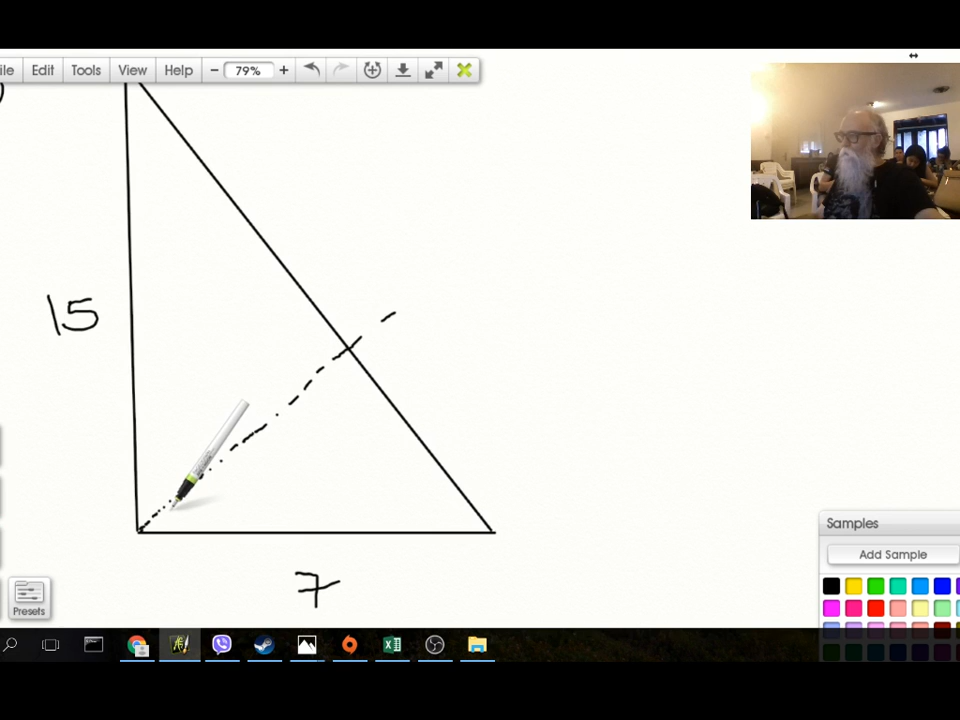 ile Edit Tools View Help − 79% +
15
7
Samples
Add Sample
Presets